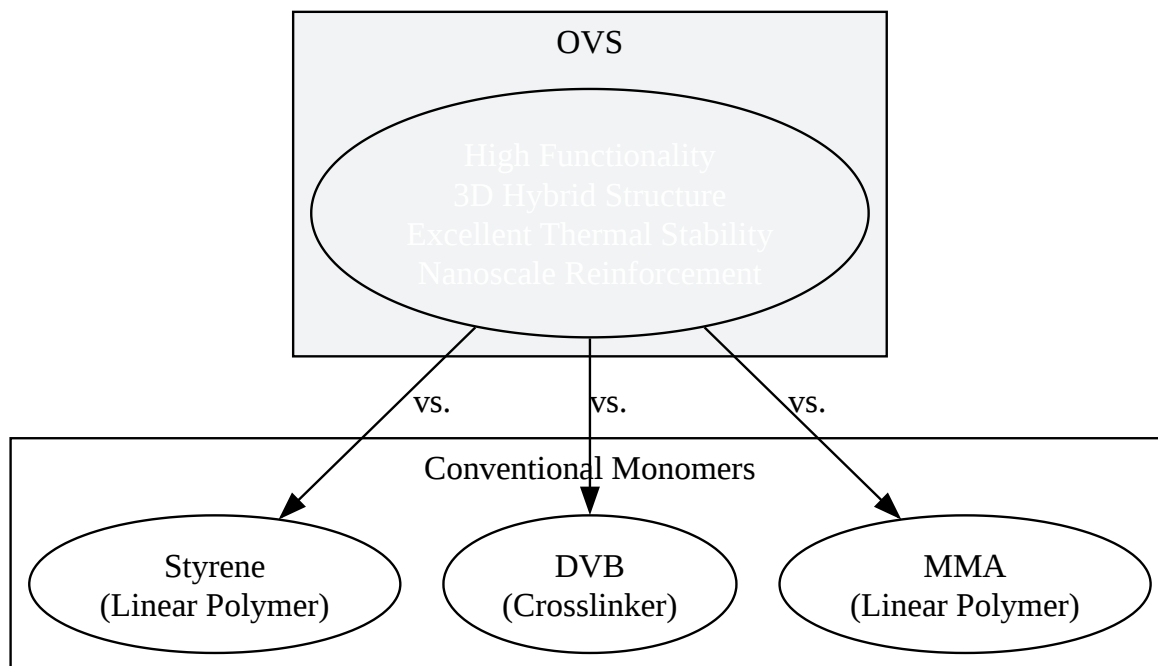 OVS
High Functionality
3D Hybrid Structure
Excellent Thermal Stability
Nanoscale Reinforcement
vs.
vs.
vs.
Conventional Monomers
Styrene
(Linear Polymer)
DVB
(Crosslinker)
MMA
(Linear Polymer)